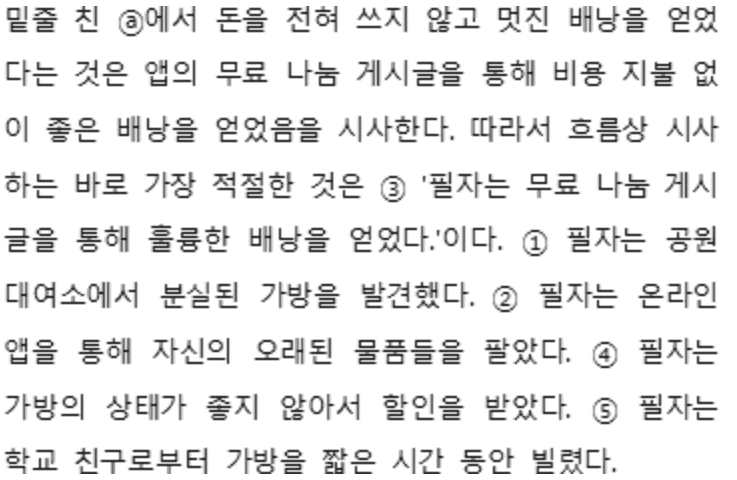 밑줄 친 ⓐ에서 돈을 전혀 쓰지 않고 멋진 배낭을 얻었
다는 것은 앱의 무료 나눔 게시글을 통해 비용 지불 없
이 좋은 배낭을 얻었음을 시사한다. 따라서 흐름상 시사
하는 바로 가장 적절한 것은 ③ '필자는 무료 나눔 게시
글을 통해 훌륭한 배낭을 얻었다.'이다. ① 필자는 공원
대여소에서 분실된 가방을 발견했다. ② 필자는 온라인
앱을 통해 자신의 오래된 물품들을 팔았다. ④ 필자는
가방의 상태가 좋지 않아서 할인을 받았다. ⑤ 필자는
학교 친구로부터 가방을 짧은 시간 동안 빌렸다.